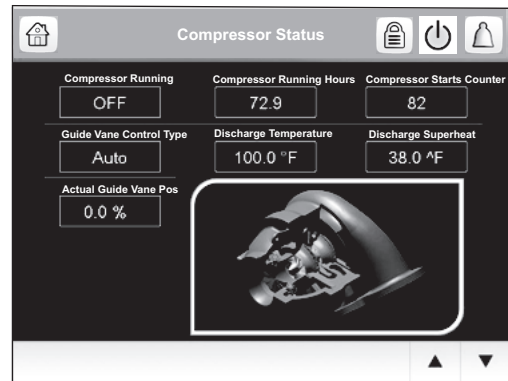 Compressor Status
Compressor Running Compressor Running Hours Compressor Starts Counter
OFF 72.9 82
Guide Vane Control Type Discharge Temperature Discharge Superheat
Auto 100.0 °F 38.0 ^F
Actual Guide Vane Pos
0.0 %